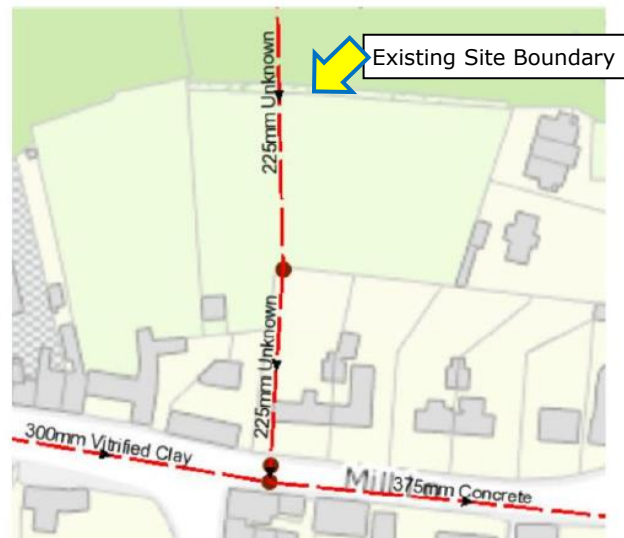 Existing Site Boundary
225mm Unknown
225mm Unknown
300mm Vitrified Clay
Mill
375mm Concrete